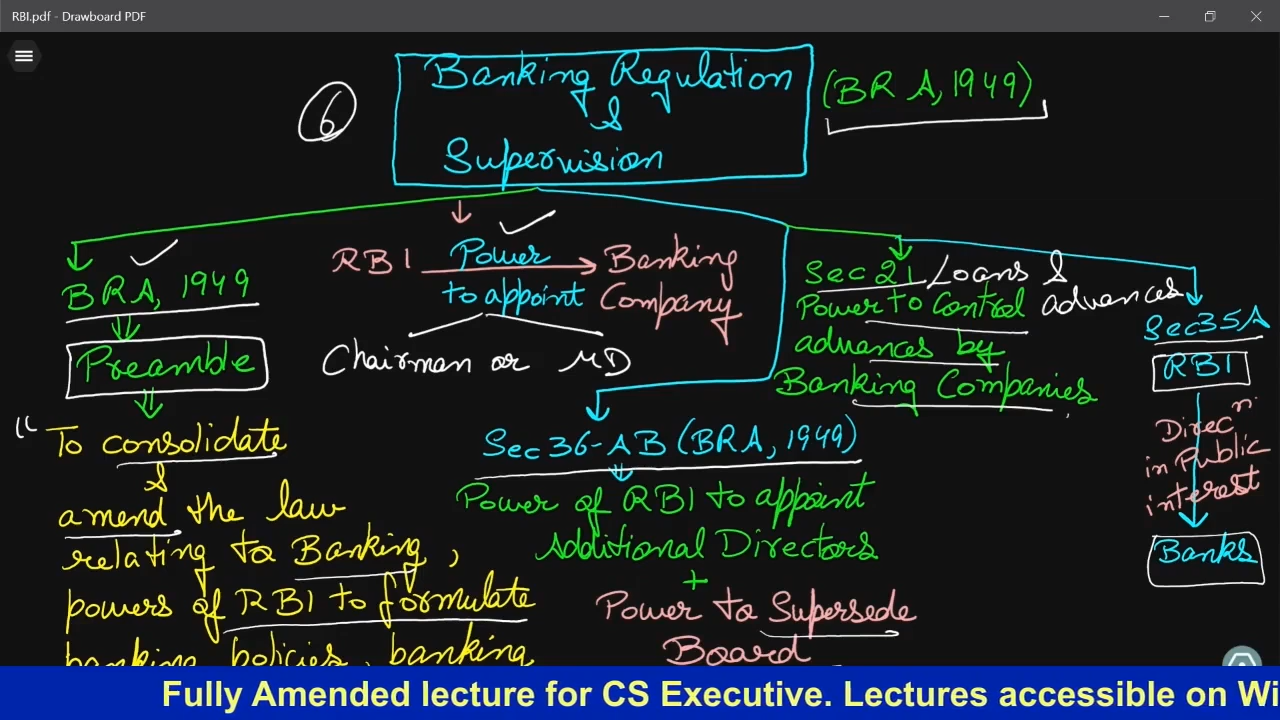 RBI.pdf - Drawboard PDF
6
Banking Regulation
&
Supervision
(BRA, 1949)
BRA, 1949
Preamble
"To consolidate
&
amend the law
relating to Banking,
powers of RBI to formulate
banking policies, banking
RBI Power Banking
to appoint Company
Chairman or MD
Sec 36-AB (BRA, 1949)
Power of RBI to appoint
Additional Directors
+
Power to Supersede
Board
Sec 21 Loans &
Power to control advances
advances by
Banking Companies
Sec 35A
RBI
Direcn
in Public
interest
Banks
Fully Amended lecture for CS Executive. Lectures accessible on Wi